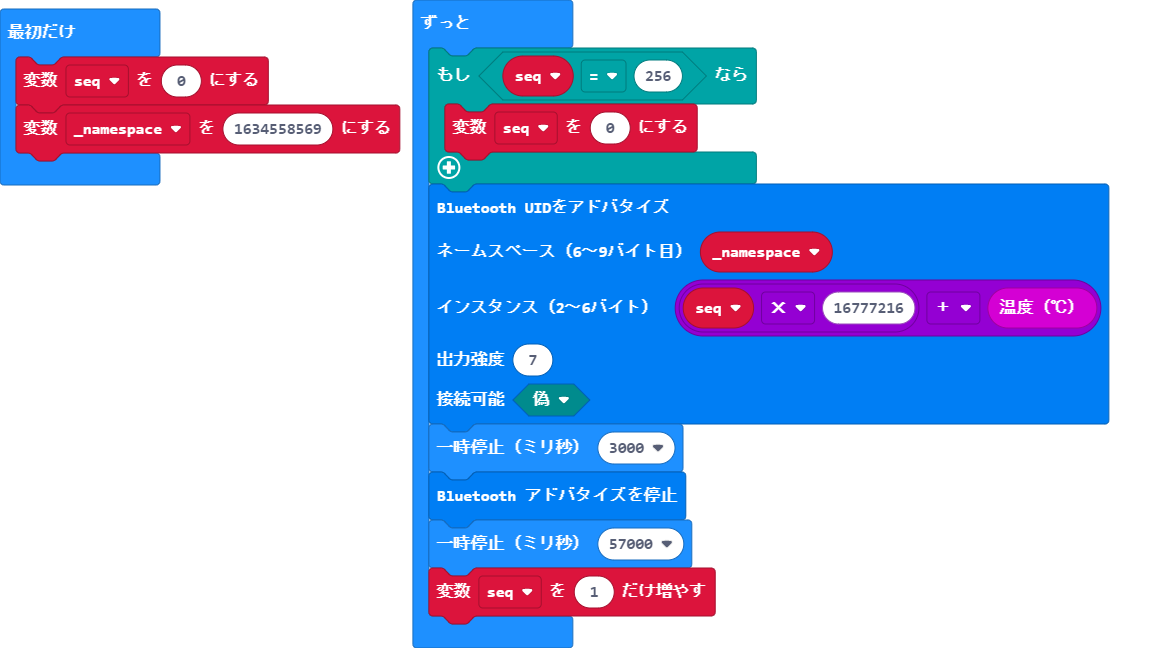 最初だけ
変数 seq を 0 にする
変数 _namespace を 1634558569 にする
ずっと
もし seq = 256 なら
変数 seq を 0 にする
Bluetooth UIDをアドバタイズ
ネームスペース（6～9バイト目） _namespace
インスタンス（2～6バイト） seq × 16777216 + 温度（℃）
出力強度 7
接続可能 偽
一時停止（ミリ秒） 3000
Bluetooth アドバタイズを停止
一時停止（ミリ秒） 57000
変数 seq を 1 だけ増やす